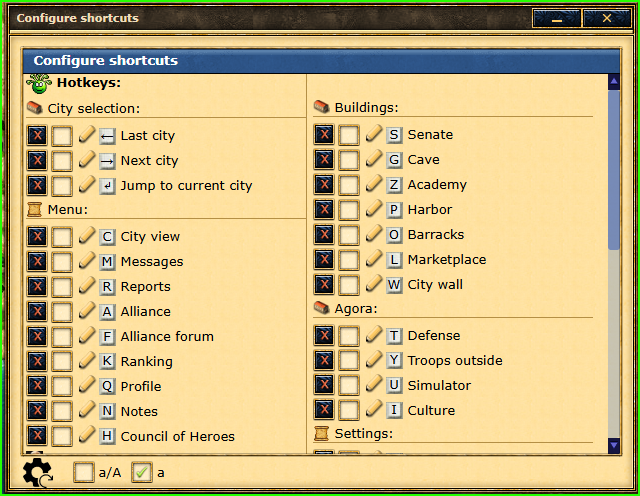 Configure shortcuts
Configure shortcuts
Hotkeys:
City selection:
X ← Last city
X → Next city
X ↲ Jump to current city
Menu:
X C City view
X M Messages
X R Reports
X A Alliance
X F Alliance forum
X K Ranking
X Q Profile
X N Notes
X H Council of Heroes
Buildings:
X S Senate
X G Cave
X Z Academy
X P Harbor
X O Barracks
X L Marketplace
X W City wall
Agora:
X T Defense
X Y Troops outside
X U Simulator
X I Culture
Settings:
a/A a